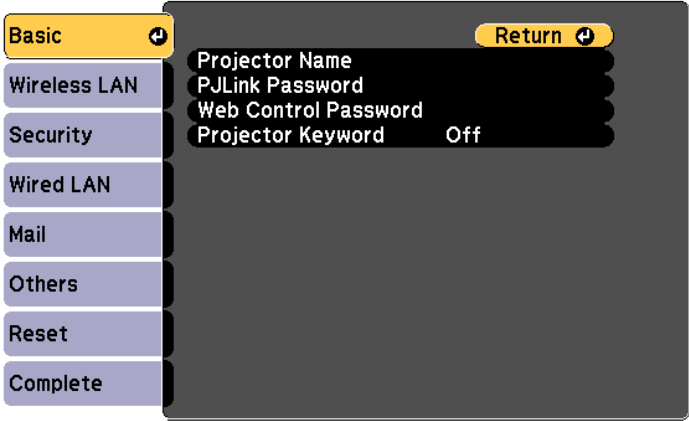 Basic
Wireless LAN
Security
Wired LAN
Mail
Others
Reset
Complete
Return
Projector Name
PJLink Password
Web Control Password
Projector Keyword Off